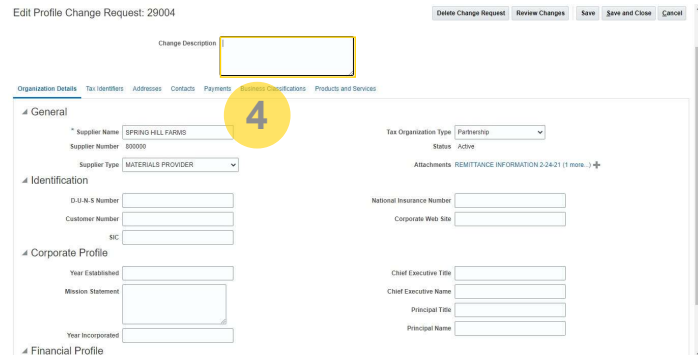 Edit Profile Change Request: 29004
Delete Change Request Review Changes Save Save and Close Cancel
Change Description
Organization Details Tax Identifiers Addresses Contacts Payments Business Classifications Products and Services
General
4
* Supplier Name SPRING HILL FARMS
Tax Organization Type Partnership
Supplier Number 800000
Status Active
Supplier Type MATERIALS PROVIDER
Attachments REMITTANCE INFORMATION 2-24-21 (1 more...)
Identification
D-U-N-S Number
National Insurance Number
Customer Number
Corporate Web Site
SIC
Corporate Profile
Year Established
Chief Executive Title
Mission Statement
Chief Executive Name
Principal Title
Principal Name
Year Incorporated
Financial Profile